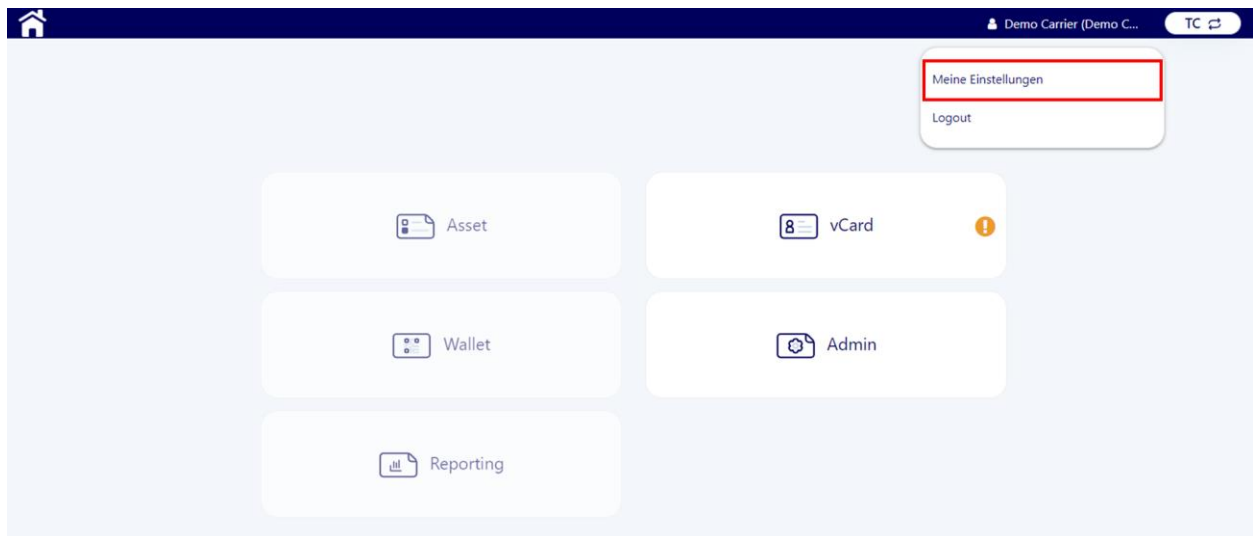 Demo Carrier (Demo C...
TC
Meine Einstellungen
Logout
Asset
vCard
Wallet
Admin
Reporting